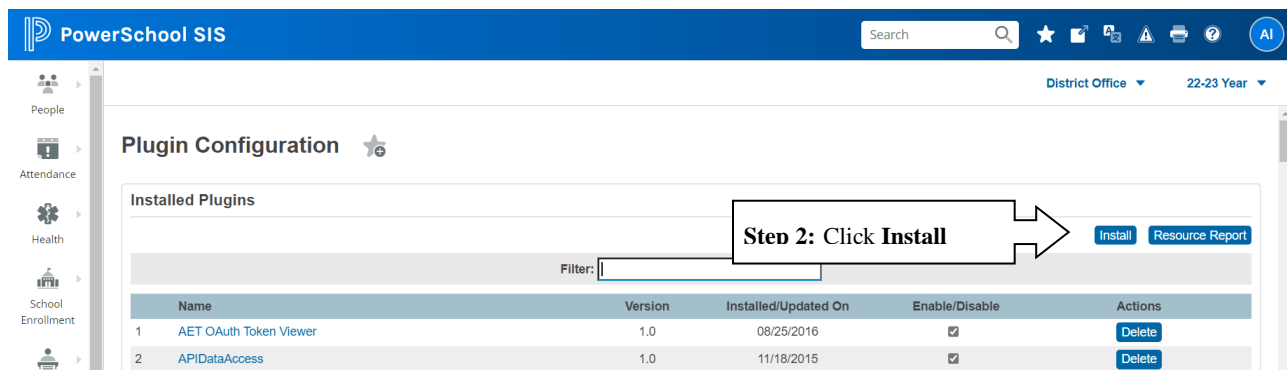 PowerSchool SIS
Search
AI
District Office
22-23 Year
People
Attendance
Health
School
Enrollment
Plugin Configuration
Installed Plugins
Step 2: Click Install
Install Resource Report
Filter:
Name Version Installed/Updated On Enable/Disable Actions
1 AET OAuth Token Viewer 1.0 08/25/2016 Delete
2 APIDataAccess 1.0 11/18/2015 Delete